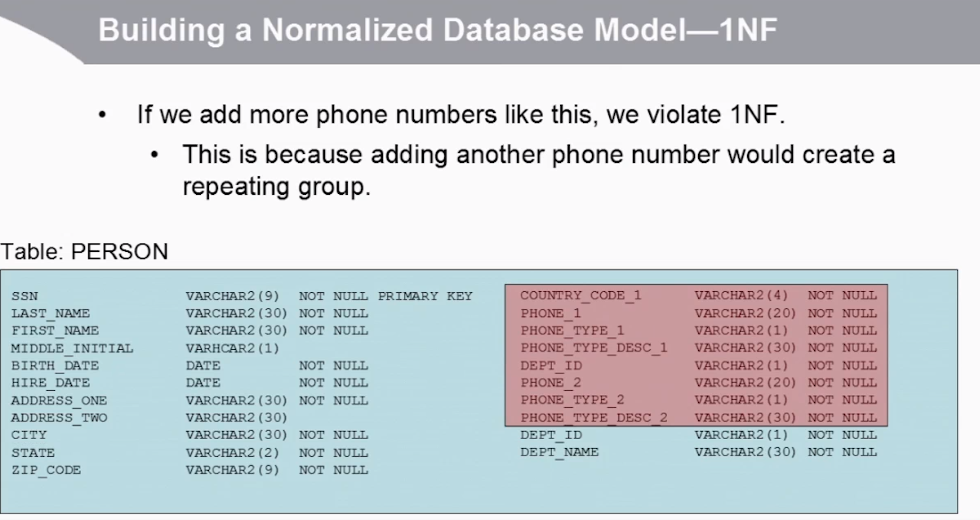 Building a Normalized Database Model—1NF
• If we add more phone numbers like this, we violate 1NF.
• This is because adding another phone number would create a
repeating group.
Table: PERSON
SSN VARCHAR2(9) NOT NULL PRIMARY KEY
LAST_NAME VARCHAR2(30) NOT NULL
FIRST_NAME VARCHAR2(30) NOT NULL
MIDDLE_INITIAL VARHCAR2(1)
BIRTH_DATE DATE NOT NULL
HIRE_DATE DATE NOT NULL
ADDRESS_ONE VARCHAR2(30) NOT NULL
ADDRESS_TWO VARCHAR2(30)
CITY VARCHAR2(30) NOT NULL
STATE VARCHAR2(2) NOT NULL
ZIP_CODE VARCHAR2(9) NOT NULL
COUNTRY_CODE_1 VARCHAR2(4) NOT NULL
PHONE_1 VARCHAR2(20) NOT NULL
PHONE_TYPE_1 VARCHAR2(1) NOT NULL
PHONE_TYPE_DESC_1 VARCHAR2(30) NOT NULL
DEPT_ID VARCHAR2(1) NOT NULL
PHONE_2 VARCHAR2(20) NOT NULL
PHONE_TYPE_2 VARCHAR2(1) NOT NULL
PHONE_TYPE_DESC_2 VARCHAR2(30) NOT NULL
DEPT_ID VARCHAR2(1) NOT NULL
DEPT_NAME VARCHAR2(30) NOT NULL